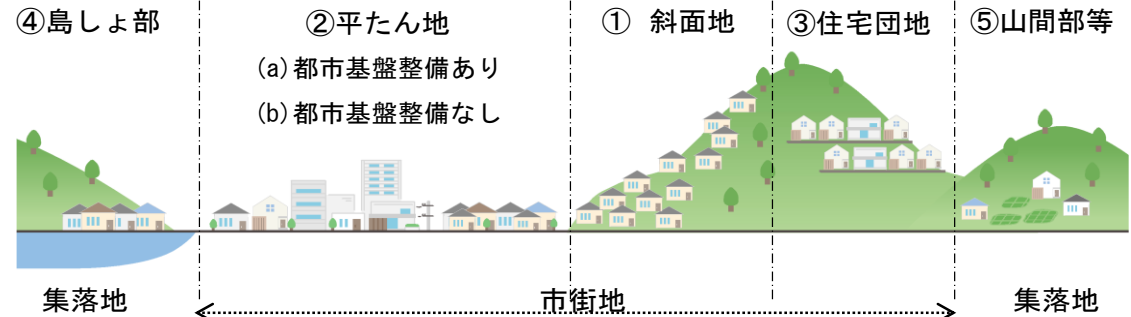 ④島しょ部
②平たん地
(a)都市基盤整備あり
(b)都市基盤整備なし
① 斜面地
③住宅団地
⑤山間部等
集落地
市街地
集落地